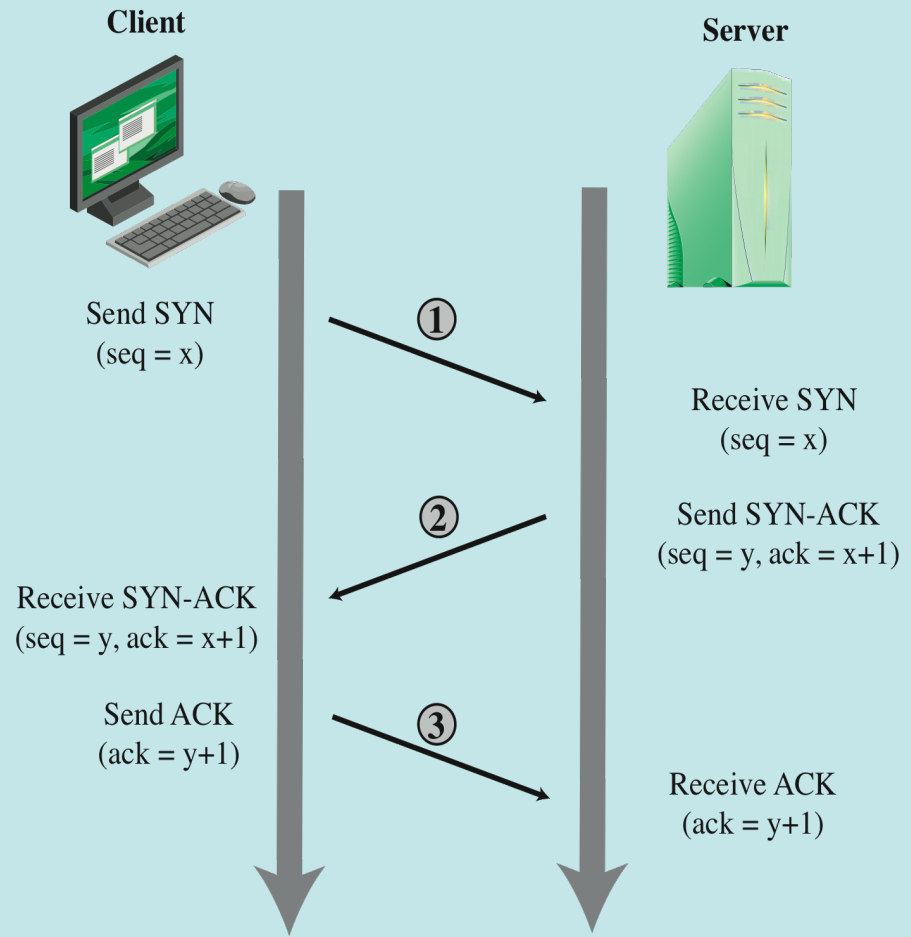 Client
Server
Send SYN
(seq = x)
1
Receive SYN
(seq = x)
2
Send SYN-ACK
(seq = y, ack = x+1)
Receive SYN-ACK
(seq = y, ack = x+1)
Send ACK
(ack = y+1)
3
Receive ACK
(ack = y+1)